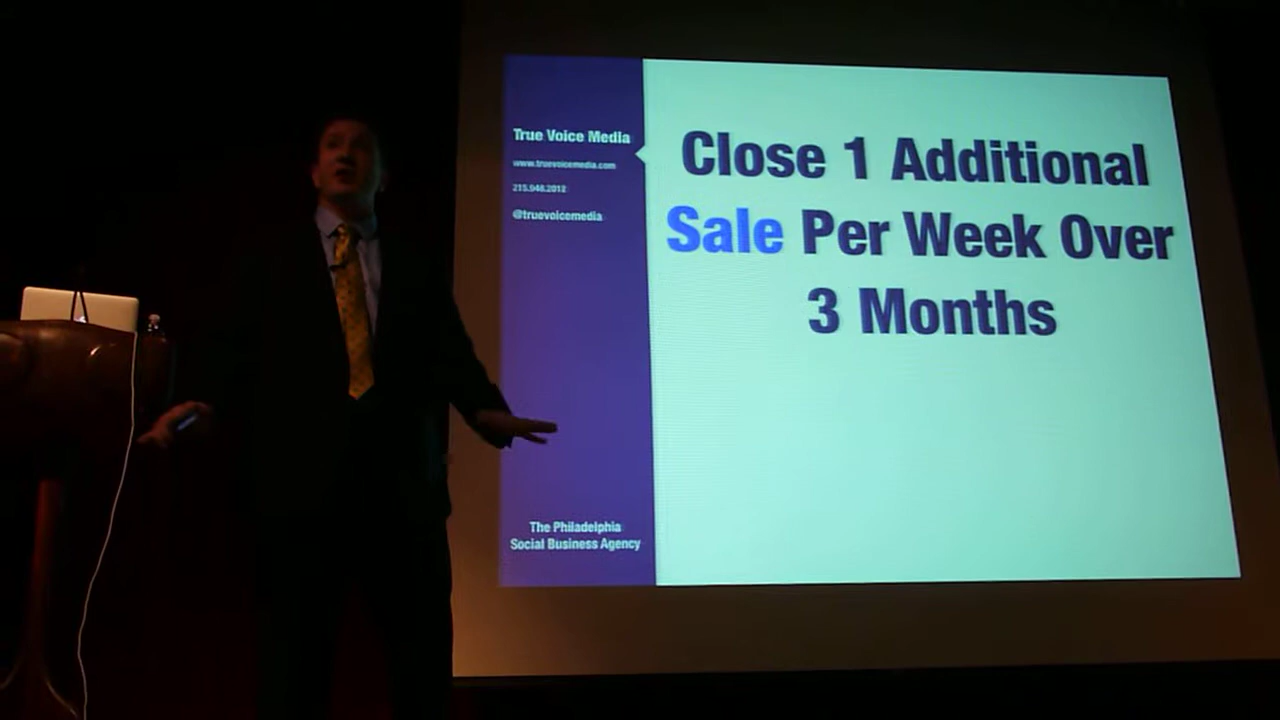 True Voice Media
www.truevoicemedia.com
215.948.2012
@truevoicemedia
Close 1 Additional
Sale Per Week Over
3 Months
The Philadelphia
Social Business Agency